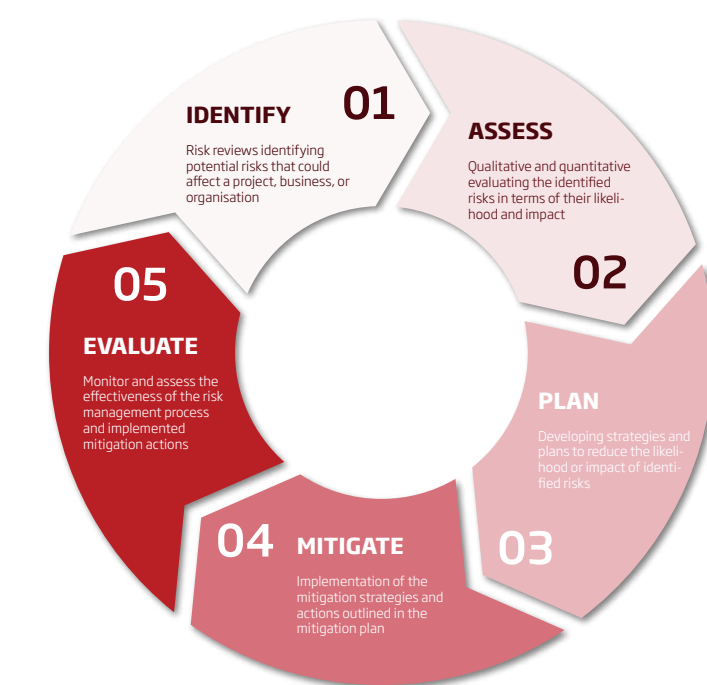 IDENTIFY
01
Risk reviews identifying
potential risks that could
affect a project, business, or
organisation
ASSESS
Qualitative and quantitative
evaluating the identified
risks in terms of their likeli-
hood and impact
02
PLAN
Developing strategies and
plans to reduce the likeli-
hood or impact of identi-
fied risks
03
04
MITIGATE
Implementation of the
mitigation strategies and
actions outlined in the
mitigation plan
05
EVALUATE
Monitor and assess the
effectiveness of the risk
management process
and implemented
mitigation actions